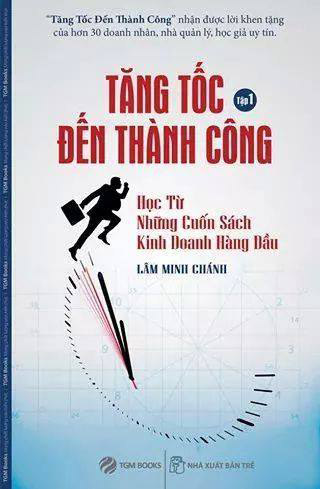 "Tăng Tốc Đến Thành Công" nhận được lời khen tặng
của hơn 30 doanh nhân, nhà quản lý, học giả uy tín.
TĂNG TỐC Tập 1
ĐẾN THÀNH CÔNG
Học Từ
Những Cuốn Sách
Kinh Doanh Hàng Đầu
LÂM MINH CHÁNH
TGM BOOKS
NHÀ XUẤT BẢN TRẺ